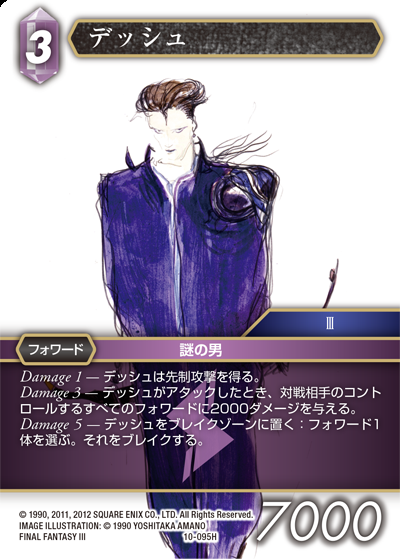 3
デッシュ
III
フォワード
謎の男
Damage 1 — デッシュは先制攻撃を得る。
Damage 3 — デッシュがアタックしたとき、対戦相手のコント
ロールするすべてのフォワードに2000ダメージを与える。
Damage 5 — デッシュをブレイクゾーンに置く：フォワード1
体を選ぶ。それをブレイクする。
© 1990, 2011, 2012 SQUARE ENIX CO., LTD. All Rights Reserved.
IMAGE ILLUSTRATION: © 1990 YOSHITAKA AMANO
FINAL FANTASY III
10-095H
7000